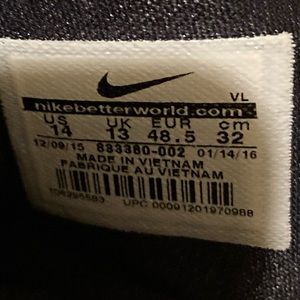 VL
nikebetterworld.com
US UK EUR cm
14 13 48.5 32
12/09/15 833380-002 01/14/16
MADE IN VIETNAM
FABRIQUE AU VIETNAM
UPC 00091201970988